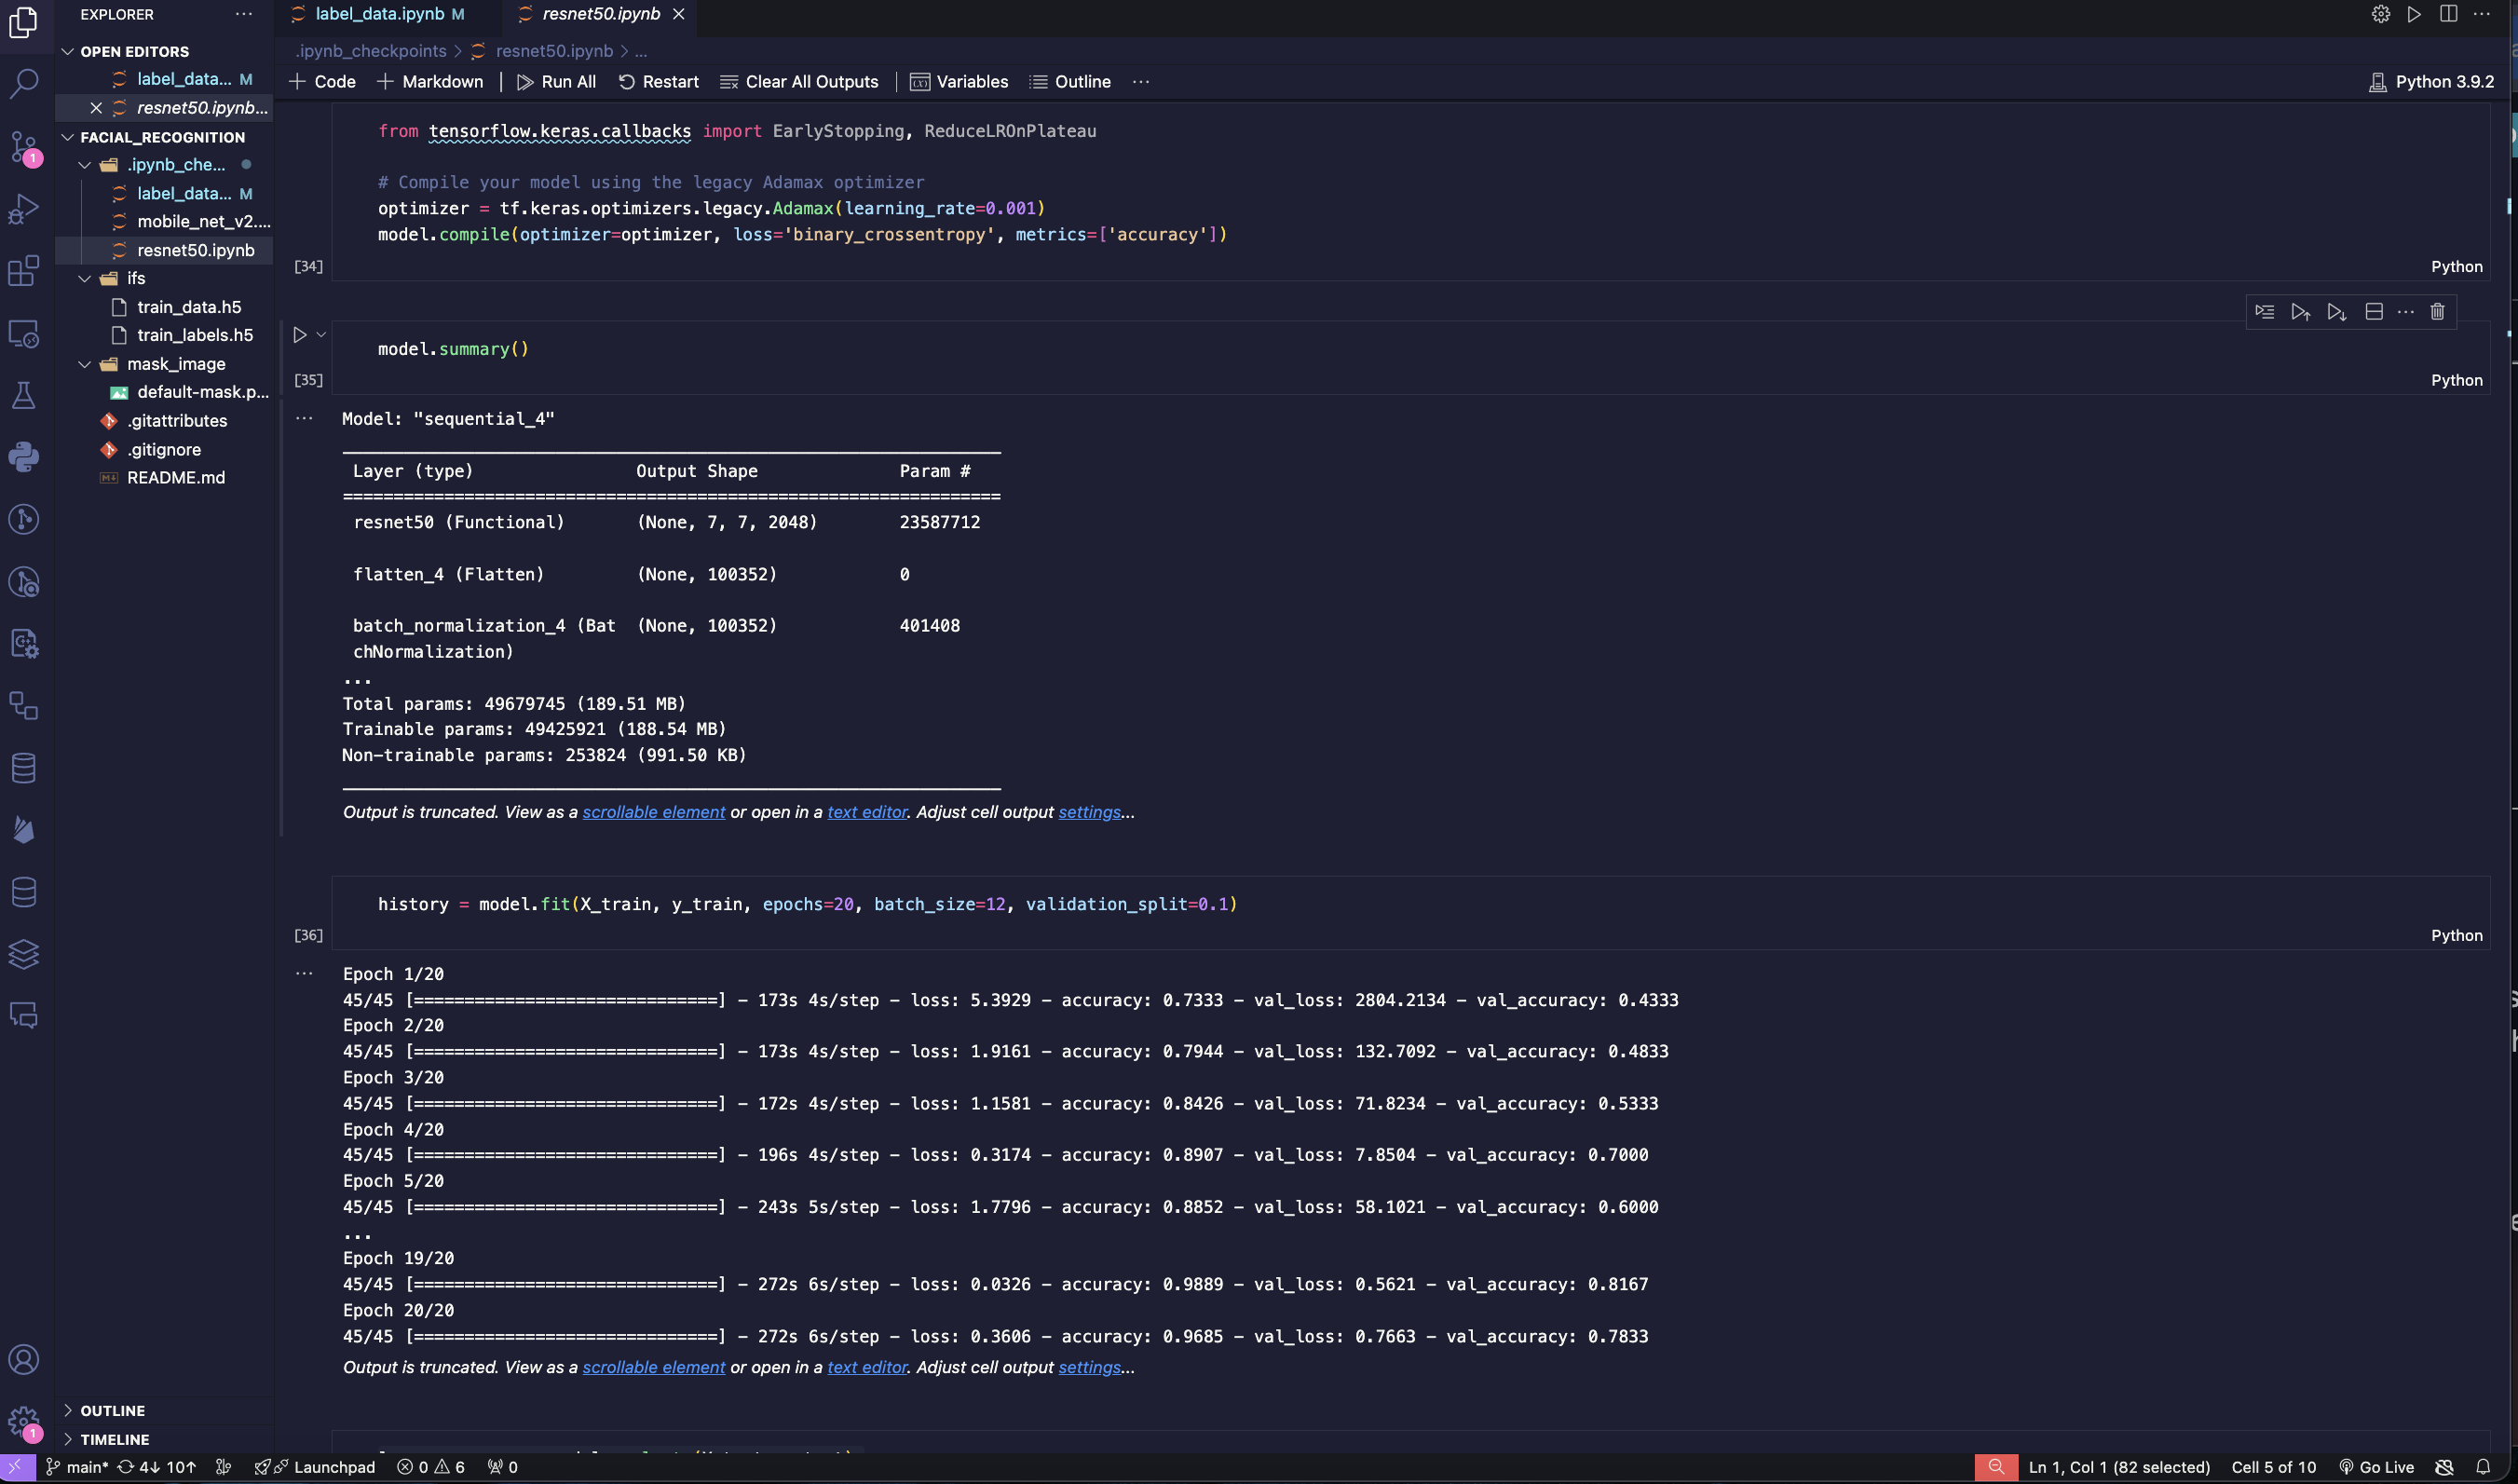 EXPLORER
OPEN EDITORS
label_data... M
resnet50.ipynb...
FACIAL_RECOGNITION
.ipynb_che...
label_data... M
mobile_net_v2....
resnet50.ipynb
ifs
train_data.h5
train_labels.h5
mask_image
default-mask.p...
.gitattributes
.gitignore
README.md
OUTLINE
TIMELINE
label_data.ipynb M
resnet50.ipynb
.ipynb_checkpoints > resnet50.ipynb > ...
Code Markdown Run All Restart Clear All Outputs Variables Outline ... Python 3.9.2
from tensorflow.keras.callbacks import EarlyStopping, ReduceLROnPlateau
# Compile your model using the legacy Adamax optimizer
optimizer = tf.keras.optimizers.legacy.Adamax(learning_rate=0.001)
model.compile(optimizer=optimizer, loss='binary_crossentropy', metrics=['accuracy'])
[34] Python
model.summary()
[35] Python
Model: "sequential_4"
Layer (type) Output Shape Param #
=================================================================
resnet50 (Functional) (None, 7, 7, 2048) 23587712
flatten_4 (Flatten) (None, 100352) 0
batch_normalization_4 (Bat (None, 100352) 401408
chNormalization)
...
Total params: 49679745 (189.51 MB)
Trainable params: 49425921 (188.54 MB)
Non-trainable params: 253824 (991.50 KB)
Output is truncated. View as a scrollable element or open in a text editor. Adjust cell output settings...
history = model.fit(X_train, y_train, epochs=20, batch_size=12, validation_split=0.1)
[36] Python
Epoch 1/20
45/45 [==============================] - 173s 4s/step - loss: 5.3929 - accuracy: 0.7333 - val_loss: 2804.2134 - val_accuracy: 0.4333
Epoch 2/20
45/45 [==============================] - 173s 4s/step - loss: 1.9161 - accuracy: 0.7944 - val_loss: 132.7092 - val_accuracy: 0.4833
Epoch 3/20
45/45 [==============================] - 172s 4s/step - loss: 1.1581 - accuracy: 0.8426 - val_loss: 71.8234 - val_accuracy: 0.5333
Epoch 4/20
45/45 [==============================] - 196s 4s/step - loss: 0.3174 - accuracy: 0.8907 - val_loss: 7.8504 - val_accuracy: 0.7000
Epoch 5/20
45/45 [==============================] - 243s 5s/step - loss: 1.7796 - accuracy: 0.8852 - val_loss: 58.1021 - val_accuracy: 0.6000
...
Epoch 19/20
45/45 [==============================] - 272s 6s/step - loss: 0.0326 - accuracy: 0.9889 - val_loss: 0.5621 - val_accuracy: 0.8167
Epoch 20/20
45/45 [==============================] - 272s 6s/step - loss: 0.3606 - accuracy: 0.9685 - val_loss: 0.7663 - val_accuracy: 0.7833
Output is truncated. View as a scrollable element or open in a text editor. Adjust cell output settings...
main* 4↓ 10↑ Launchpad 0 6 0 Ln 1, Col 1 (82 selected) Cell 5 of 10 Go Live